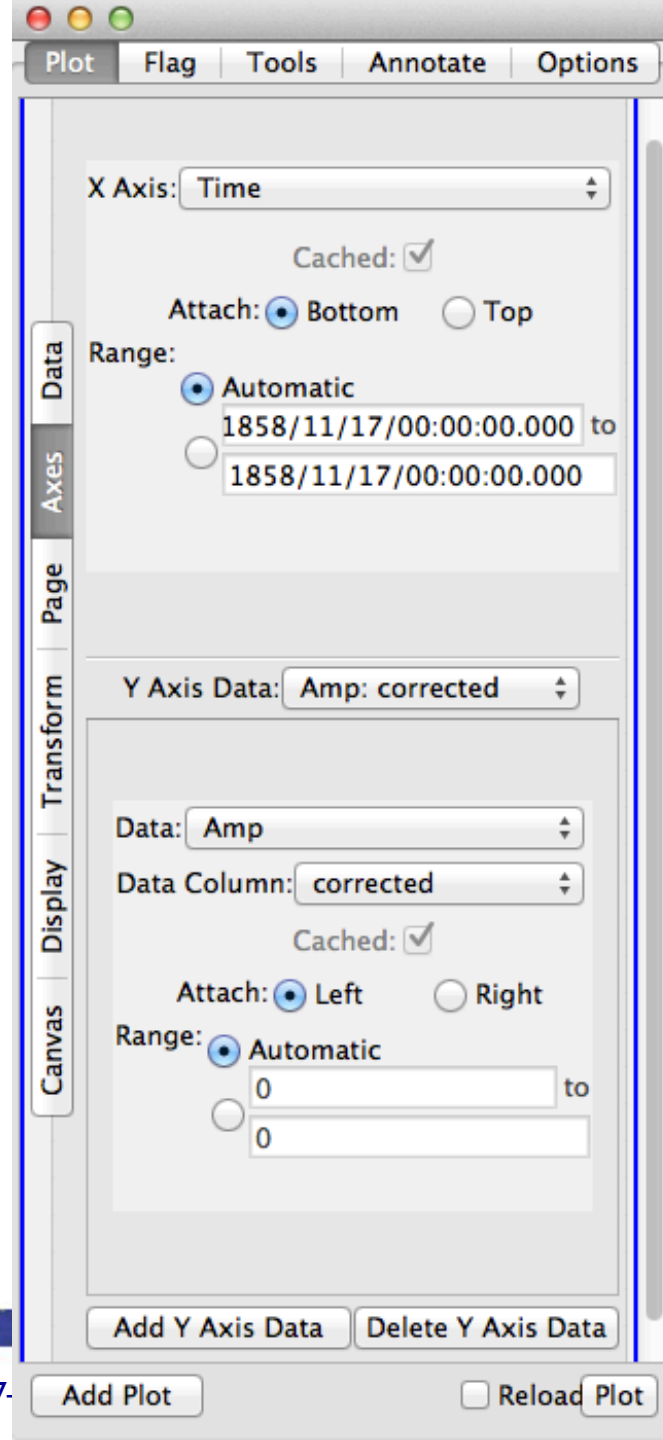 Plot Flag Tools Annotate Options
X Axis: Time
Cached:
Attach: Bottom Top
Range:
Automatic
1858/11/17/00:00:00.000 to
1858/11/17/00:00:00.000
Data
Axes
Page
Transform
Display
Canvas
Y Axis Data: Amp: corrected
Data: Amp
Data Column: corrected
Cached:
Attach: Left Right
Range: Automatic
0 to
0
Add Y Axis Data Delete Y Axis Data
7-
Add Plot Reload Plot